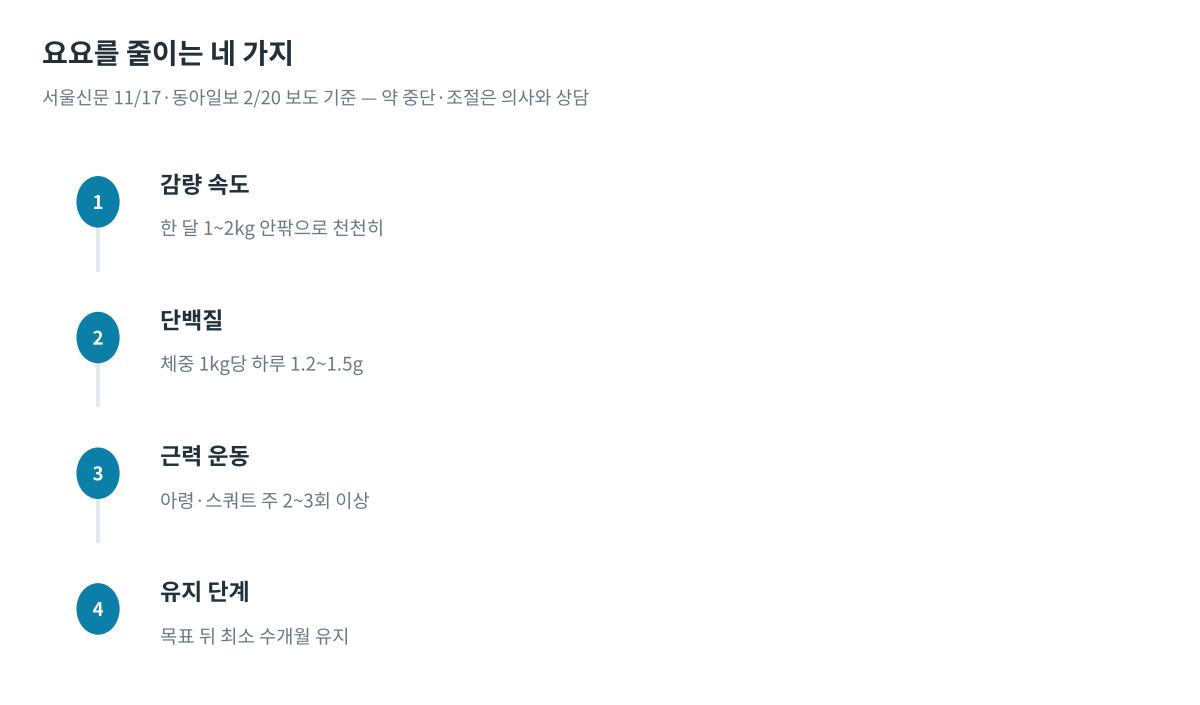 요요를 줄이는 네 가지
서울신문 11/17·동아일보 2/20 보도 기준 — 약 중단·조절은 의사와 상담
1
감량 속도
한 달 1~2kg 안팎으로 천천히
2
단백질
체중 1kg당 하루 1.2~1.5g
3
근력 운동
아령·스쿼트 주 2~3회 이상
4
유지 단계
목표 뒤 최소 수개월 유지